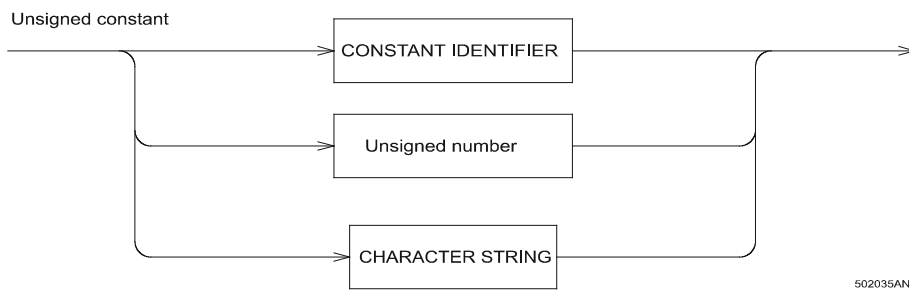 Unsigned constant
CONSTANT IDENTIFIER
Unsigned number
CHARACTER STRING
502035AN